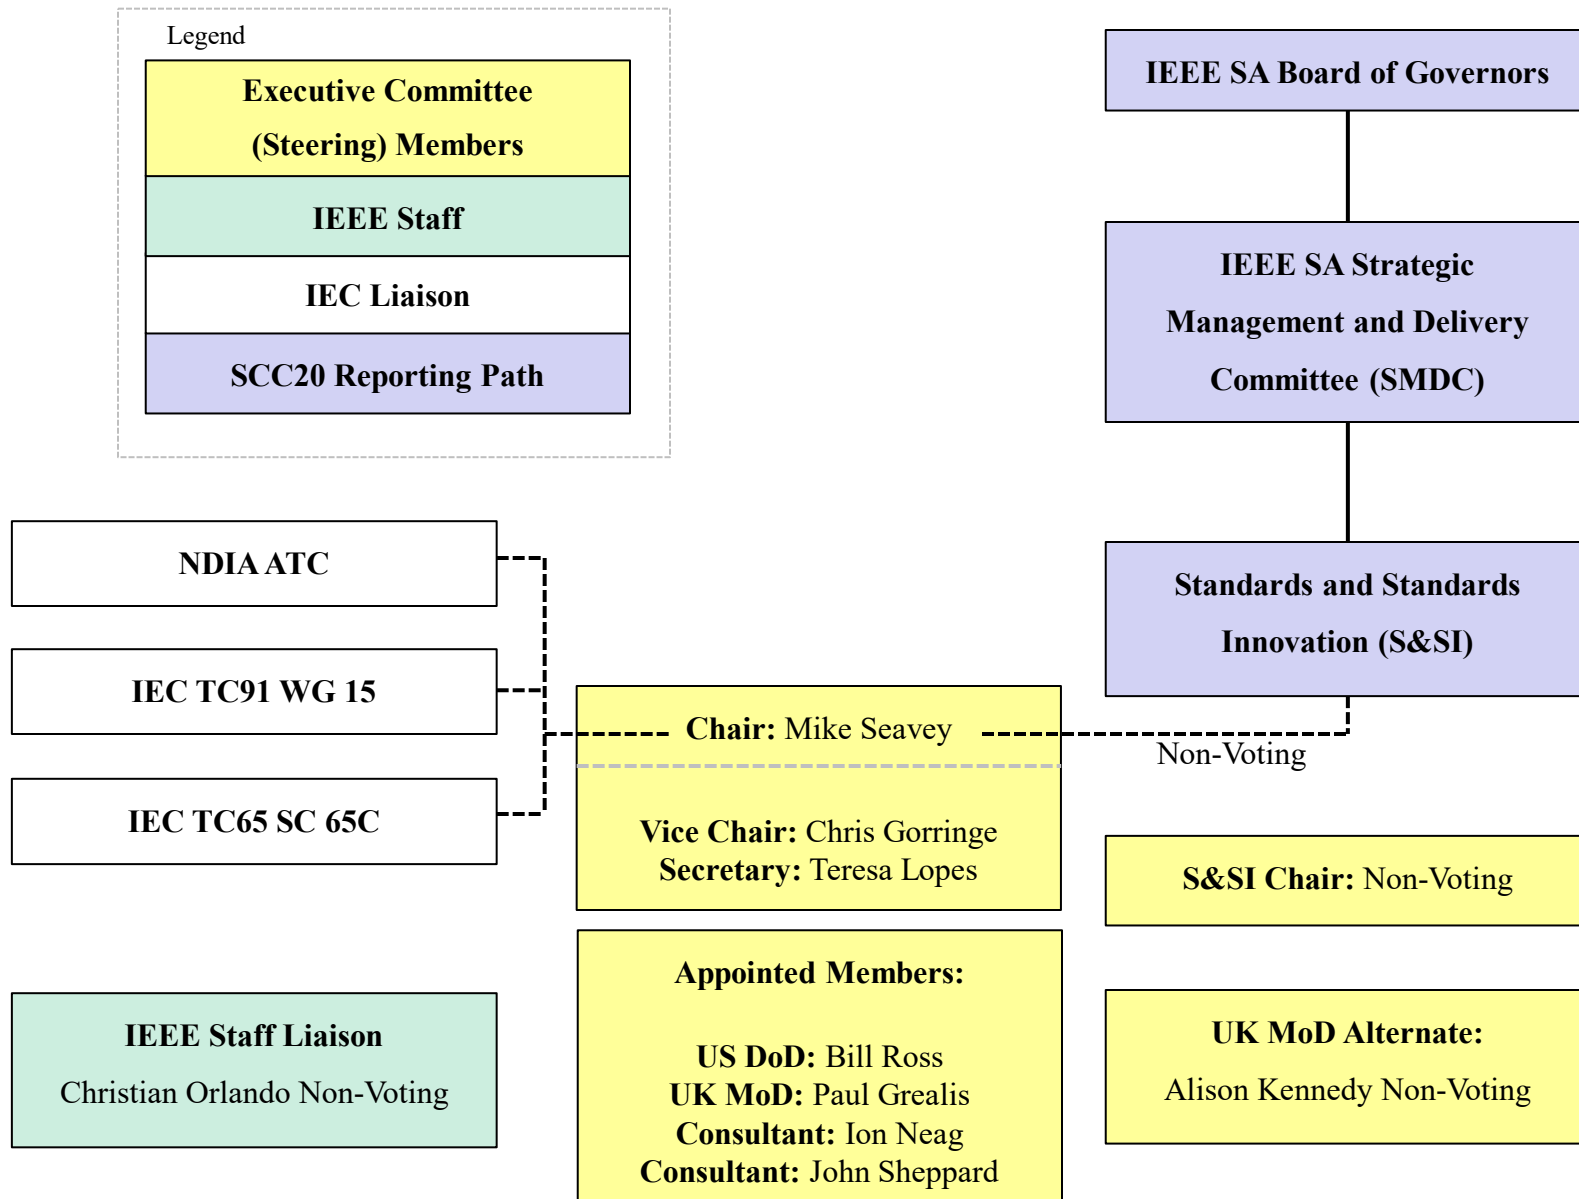 Legend
Executive Committee
(Steering) Members
IEEE Staff
IEC Liaison
SCC20 Reporting Path
IEEE SA Board of Governors
IEEE SA Strategic
Management and Delivery
Committee (SMDC)
Standards and Standards
Innovation (S&SI)
NDIA ATC
IEC TC91 WG 15
IEC TC65 SC 65C
Chair: Mike Seavey
Non-Voting
Vice Chair: Chris Gorringe
Secretary: Teresa Lopes
S&SI Chair: Non-Voting
IEEE Staff Liaison
Christian Orlando Non-Voting
Appointed Members:
US DoD: Bill Ross
UK MoD: Paul Grealis
Consultant: Ion Neag
Consultant: John Sheppard
UK MoD Alternate:
Alison Kennedy Non-Voting